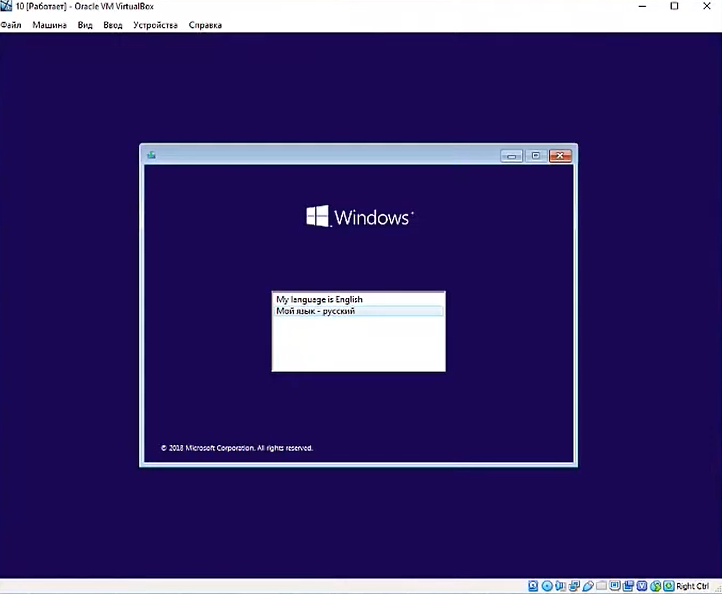 10 [Работает] - Oracle VM VirtualBox
Файл Машина Вид Ввод Устройства Справка
Windows
My language is English
Мой язык - русский
© 2018 Microsoft Corporation. All rights reserved.
Right Ctrl